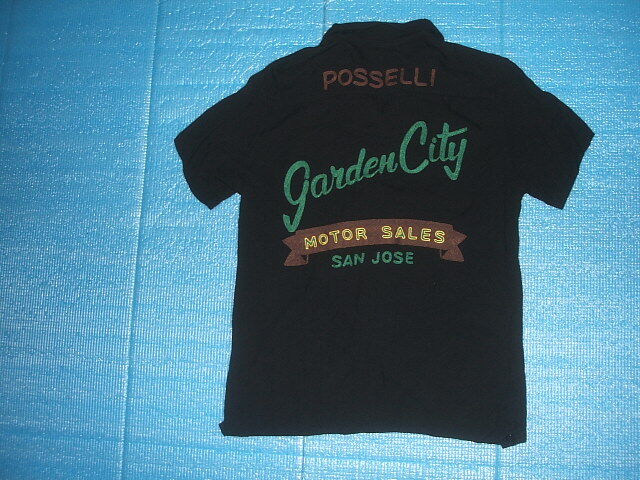 POSSELLI
Garden City
MOTOR SALES
SAN JOSE